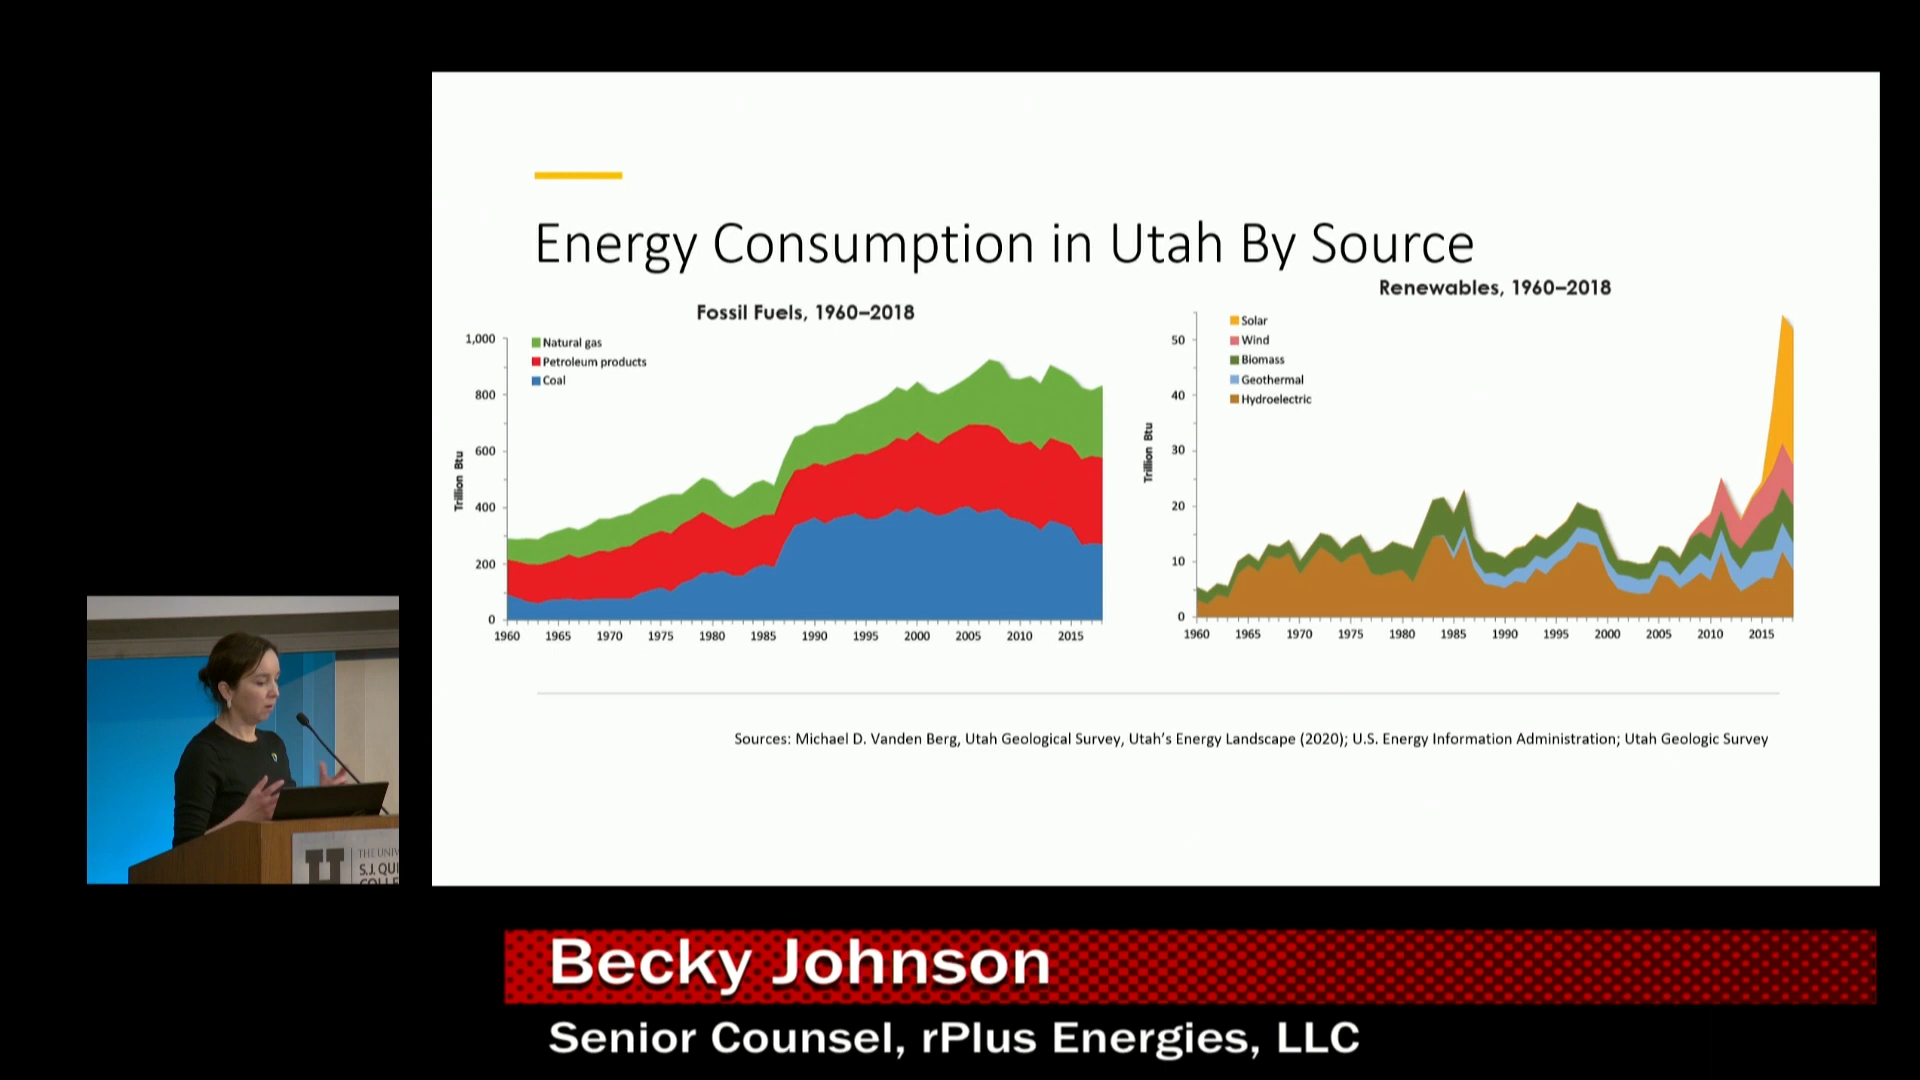 Energy Consumption in Utah By Source
Fossil Fuels, 1960–2018
1,000
800
600
400
200
0
Trillion Btu
Natural gas
Petroleum products
Coal
1960 1965 1970 1975 1980 1985 1990 1995 2000 2005 2010 2015
Renewables, 1960–2018
50
40
30
20
10
0
Trillion Btu
Solar
Wind
Biomass
Geothermal
Hydroelectric
1960 1965 1970 1975 1980 1985 1990 1995 2000 2005 2010 2015
Sources: Michael D. Vanden Berg, Utah Geological Survey, Utah’s Energy Landscape (2020); U.S. Energy Information Administration; Utah Geologic Survey
U
THE UNIV
S.J. QUI
COLLE
Becky Johnson
Senior Counsel, rPlus Energies, LLC